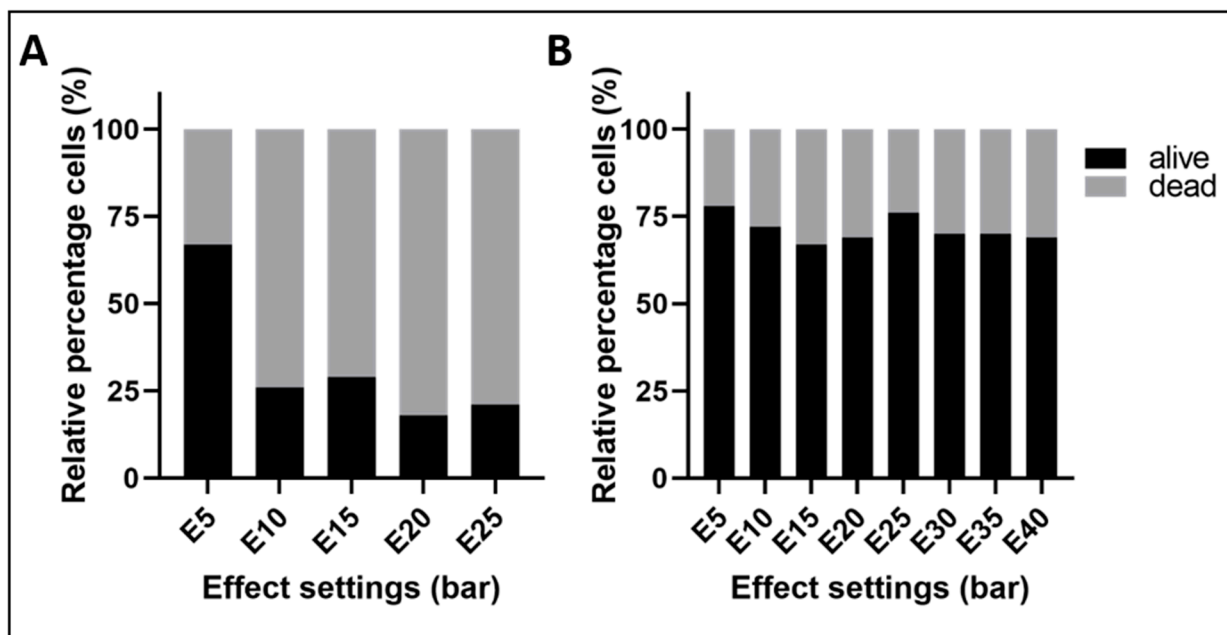 A
Relative percentage cells (%)
100
75
50
25
0
E5
E10
E15
E20
E25
Effect settings (bar)
B
Relative percentage cells (%)
100
75
50
25
0
E5
E10
E15
E20
E25
E30
E35
E40
Effect settings (bar)
alive
dead